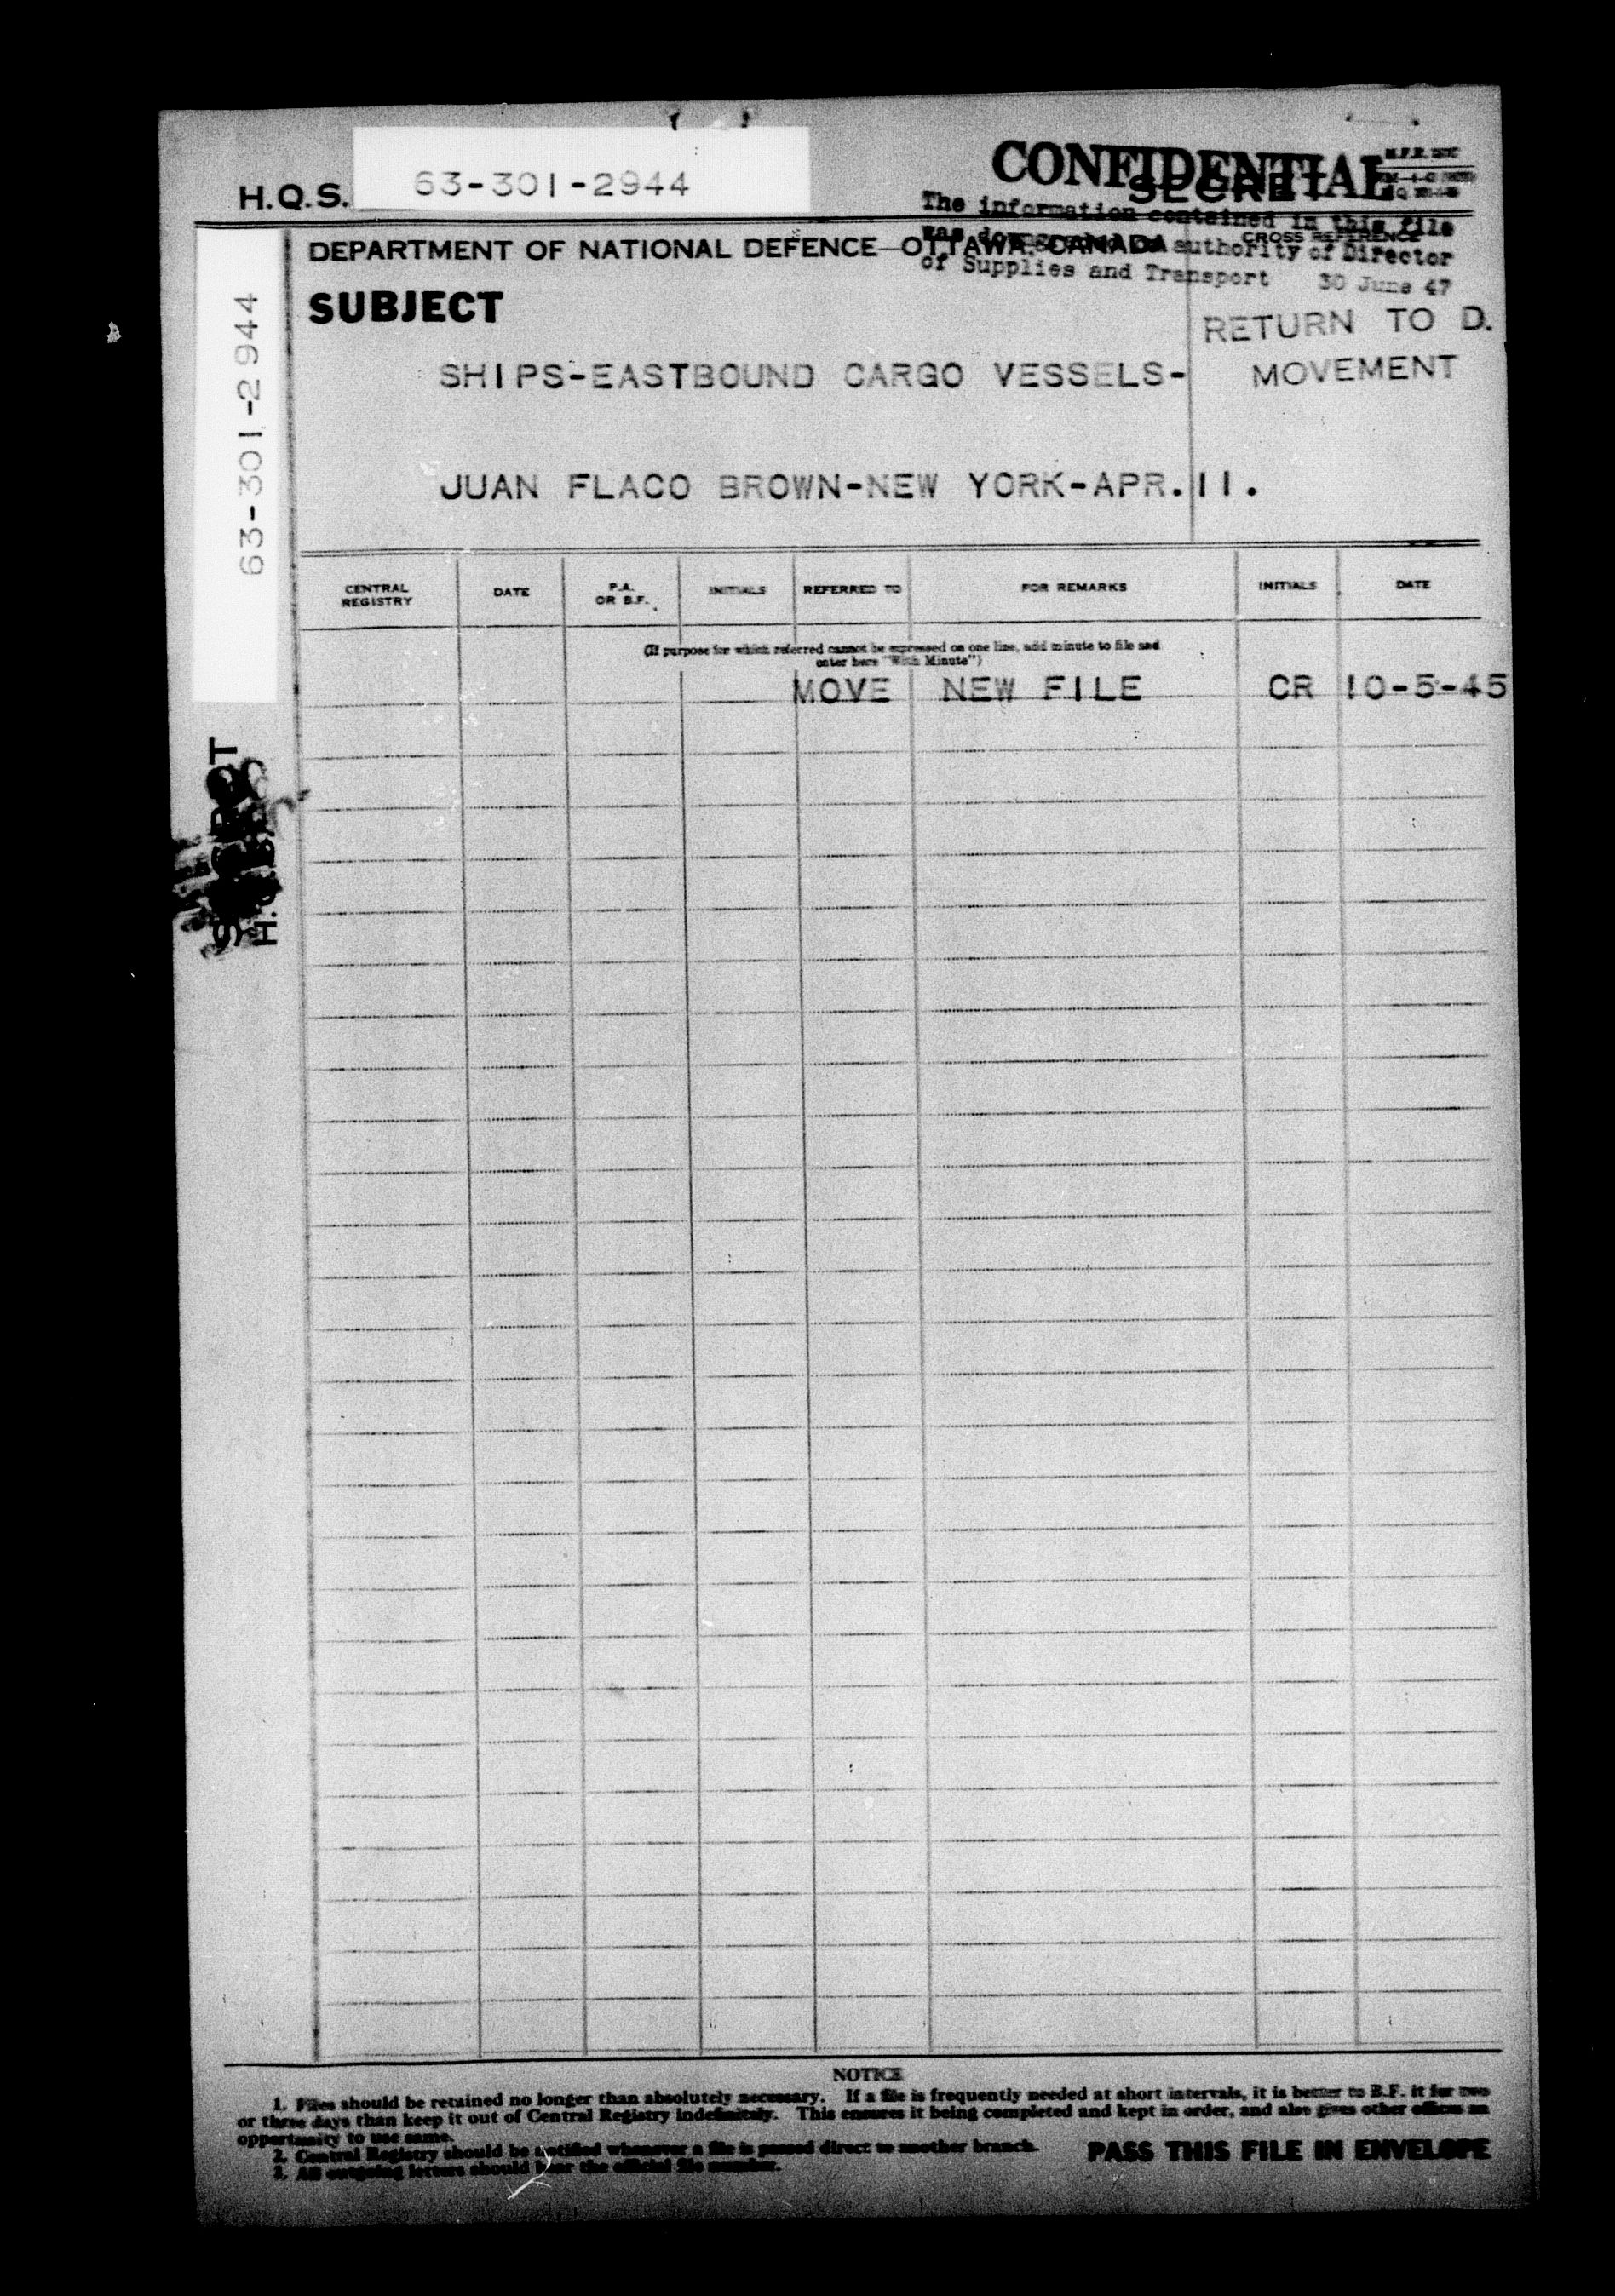 H.Q.S. 63-301-2944
CONFIDENTIAL
SECRET
The information contained in this file
was downgraded authority of Director
of Supplies and Transport 30 June 47
DEPARTMENT OF NATIONAL DEFENCE—OTTAWA, CANADA
CROSS REFERENCE
SUBJECT
RETURN TO D.
MOVEMENT
SHIPS-EASTBOUND CARGO VESSELS-
JUAN FLACO BROWN-NEW YORK-APR.11.
63-301-2944
CENTRAL REGISTRY DATE P.A. OR B.F. INITIALS REFERRED TO FOR REMARKS INITIALS DATE
(If purpose for which referred cannot be expressed on one line, add minute to file and
enter here "With Minute")
MOVE NEW FILE CR 10-5-45
NOTICE
1. Files should be retained no longer than absolutely necessary. If a file is frequently needed at short intervals, it is better to B.F. it for two
or three days than keep it out of Central Registry indefinitely. This ensures it being completed and kept in order, and also gives other offices an
opportunity to use same.
2. Central Registry should be notified whenever a file is passed direct to another branch.
3. All outgoing letters should bear the official file number.
PASS THIS FILE IN ENVELOPE